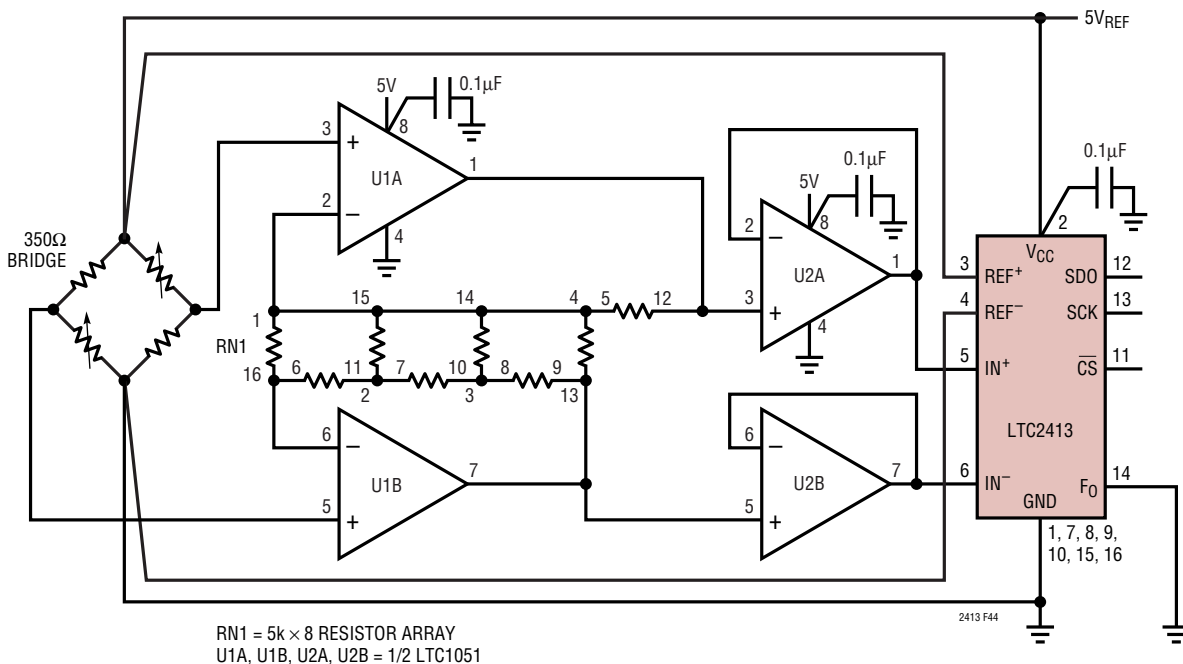 5VREF
5V
0.1µF
8
3
+
U1A
1
2
−
4
350Ω
BRIDGE
0.1µF
5V
8
2
−
U2A
1
3
+
4
0.1µF
2
VCC
3
REF+
SDO
12
4
REF−
SCK
13
5
IN+
CS
11
LTC2413
6
IN−
FO
14
GND
1, 7, 8, 9,
10, 15, 16
1
15
14
4
5
12
RN1
16
6
11
2
7
10
3
8
9
13
6
−
U1B
7
5
+
6
−
U2B
7
5
+
2413 F44
RN1 = 5k × 8 RESISTOR ARRAY
U1A, U1B, U2A, U2B = 1/2 LTC1051